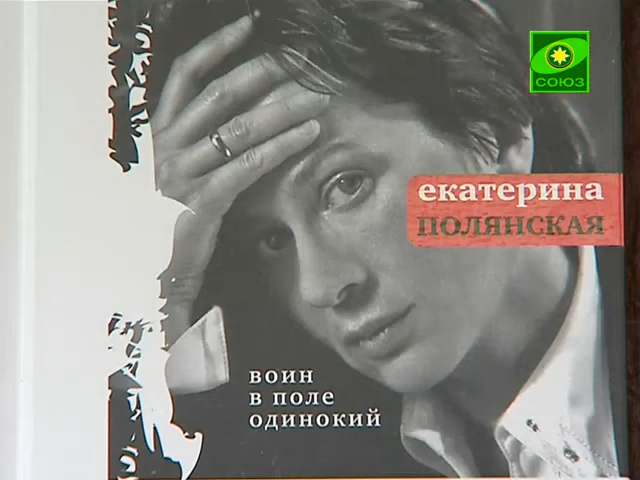 СОЮЗ
екатерина
ПОЛЯНСКАЯ
воин
в поле
одинокий